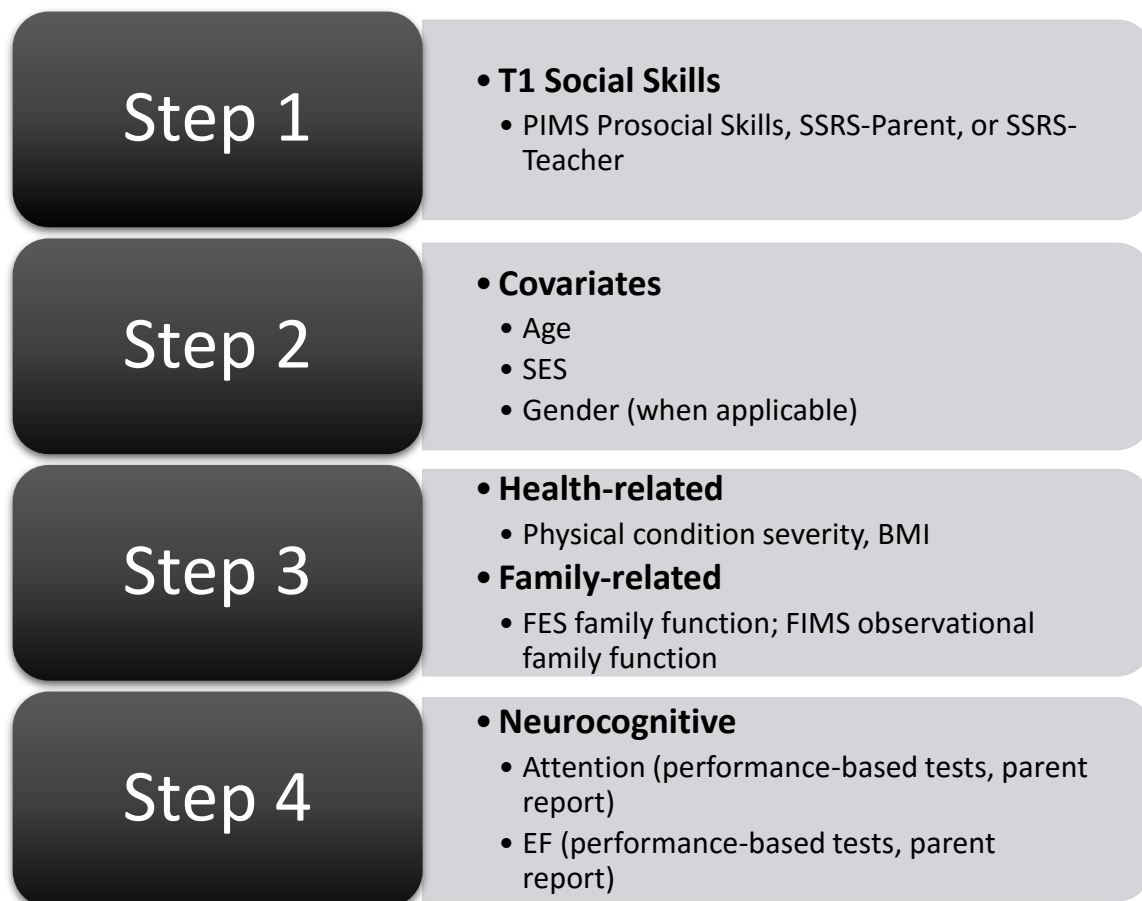 Step 1
• T1 Social Skills
• PIMS Prosocial Skills, SSRS-Parent, or SSRS-
Teacher
Step 2
• Covariates
• Age
• SES
• Gender (when applicable)
Step 3
• Health-related
• Physical condition severity, BMI
• Family-related
• FES family function; FIMS observational
family function
Step 4
• Neurocognitive
• Attention (performance-based tests, parent
report)
• EF (performance-based tests, parent
report)